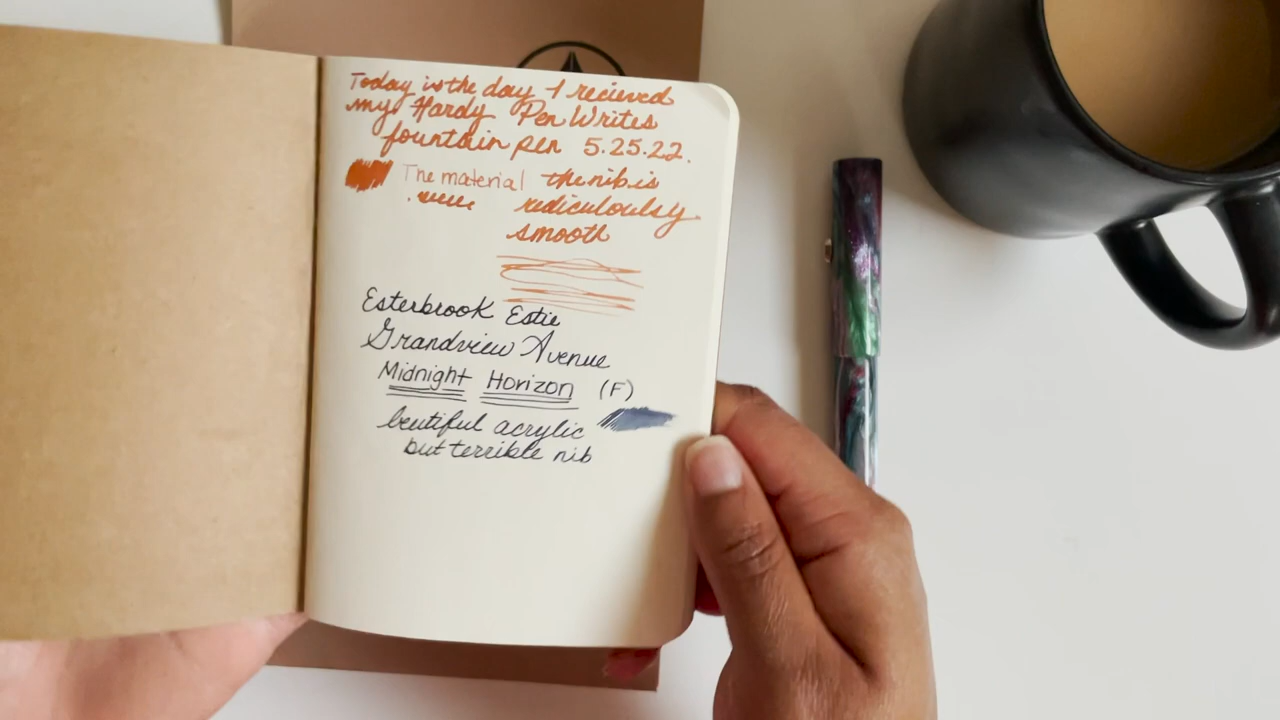 Today is the day I recieved
my Hardy Pen Writes
fountain pen 5.25.22.
The material the nib is
ridiculoulsy
smooth
Esterbrook Estie
Grandview Avenue
Midnight Horizon (F)
beutiful acrylic
but terrible nib